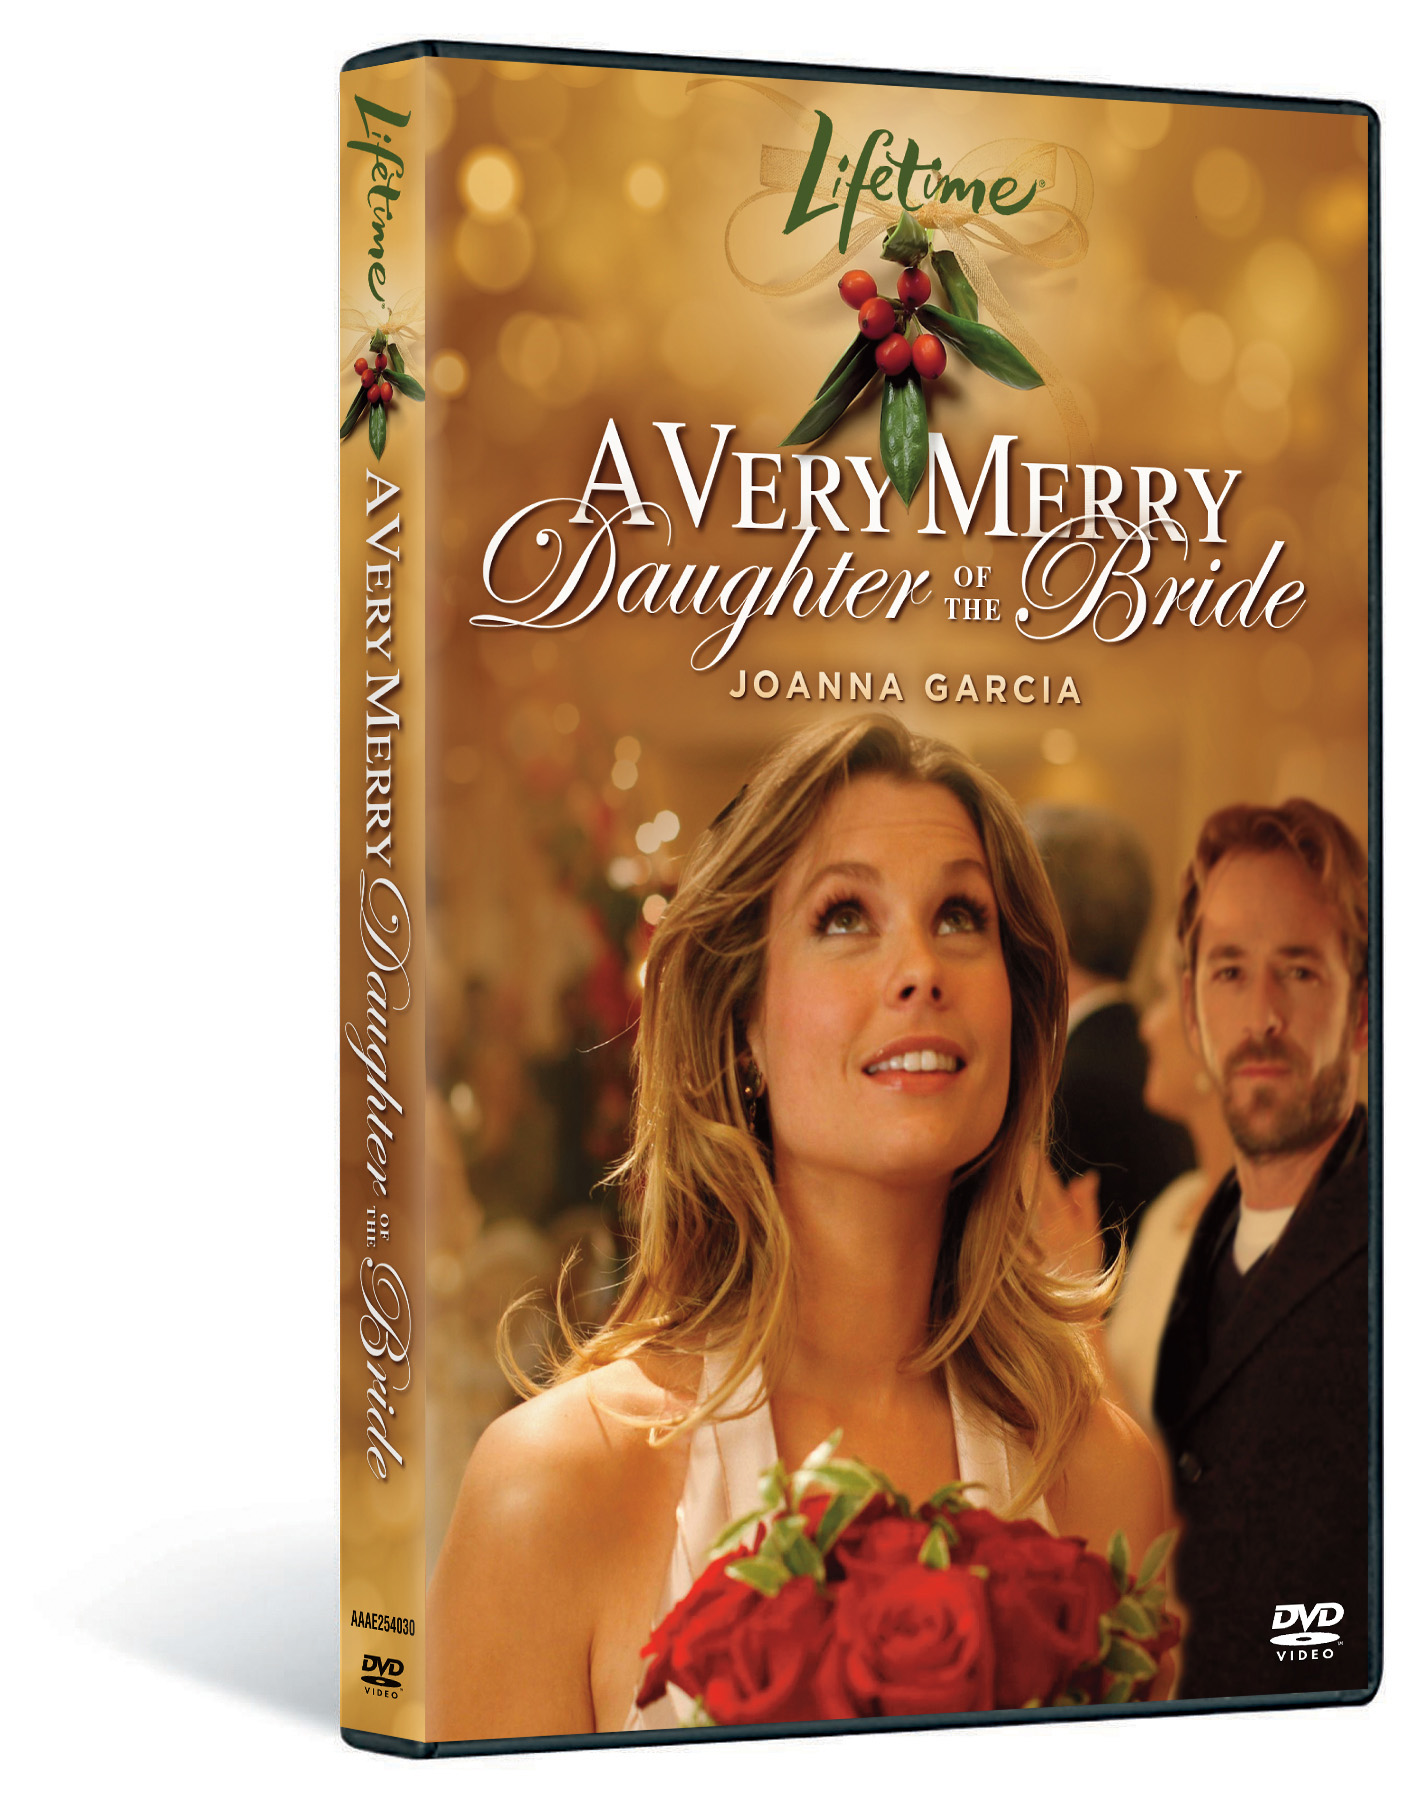 Lifetime
A VERY MERRY
Daughter OF THE Bride
JOANNA GARCIA
DVD
VIDEO
Lifetime
A VERY MERRY Daughter OF THE Bride
AAAE254030
DVD
VIDEO